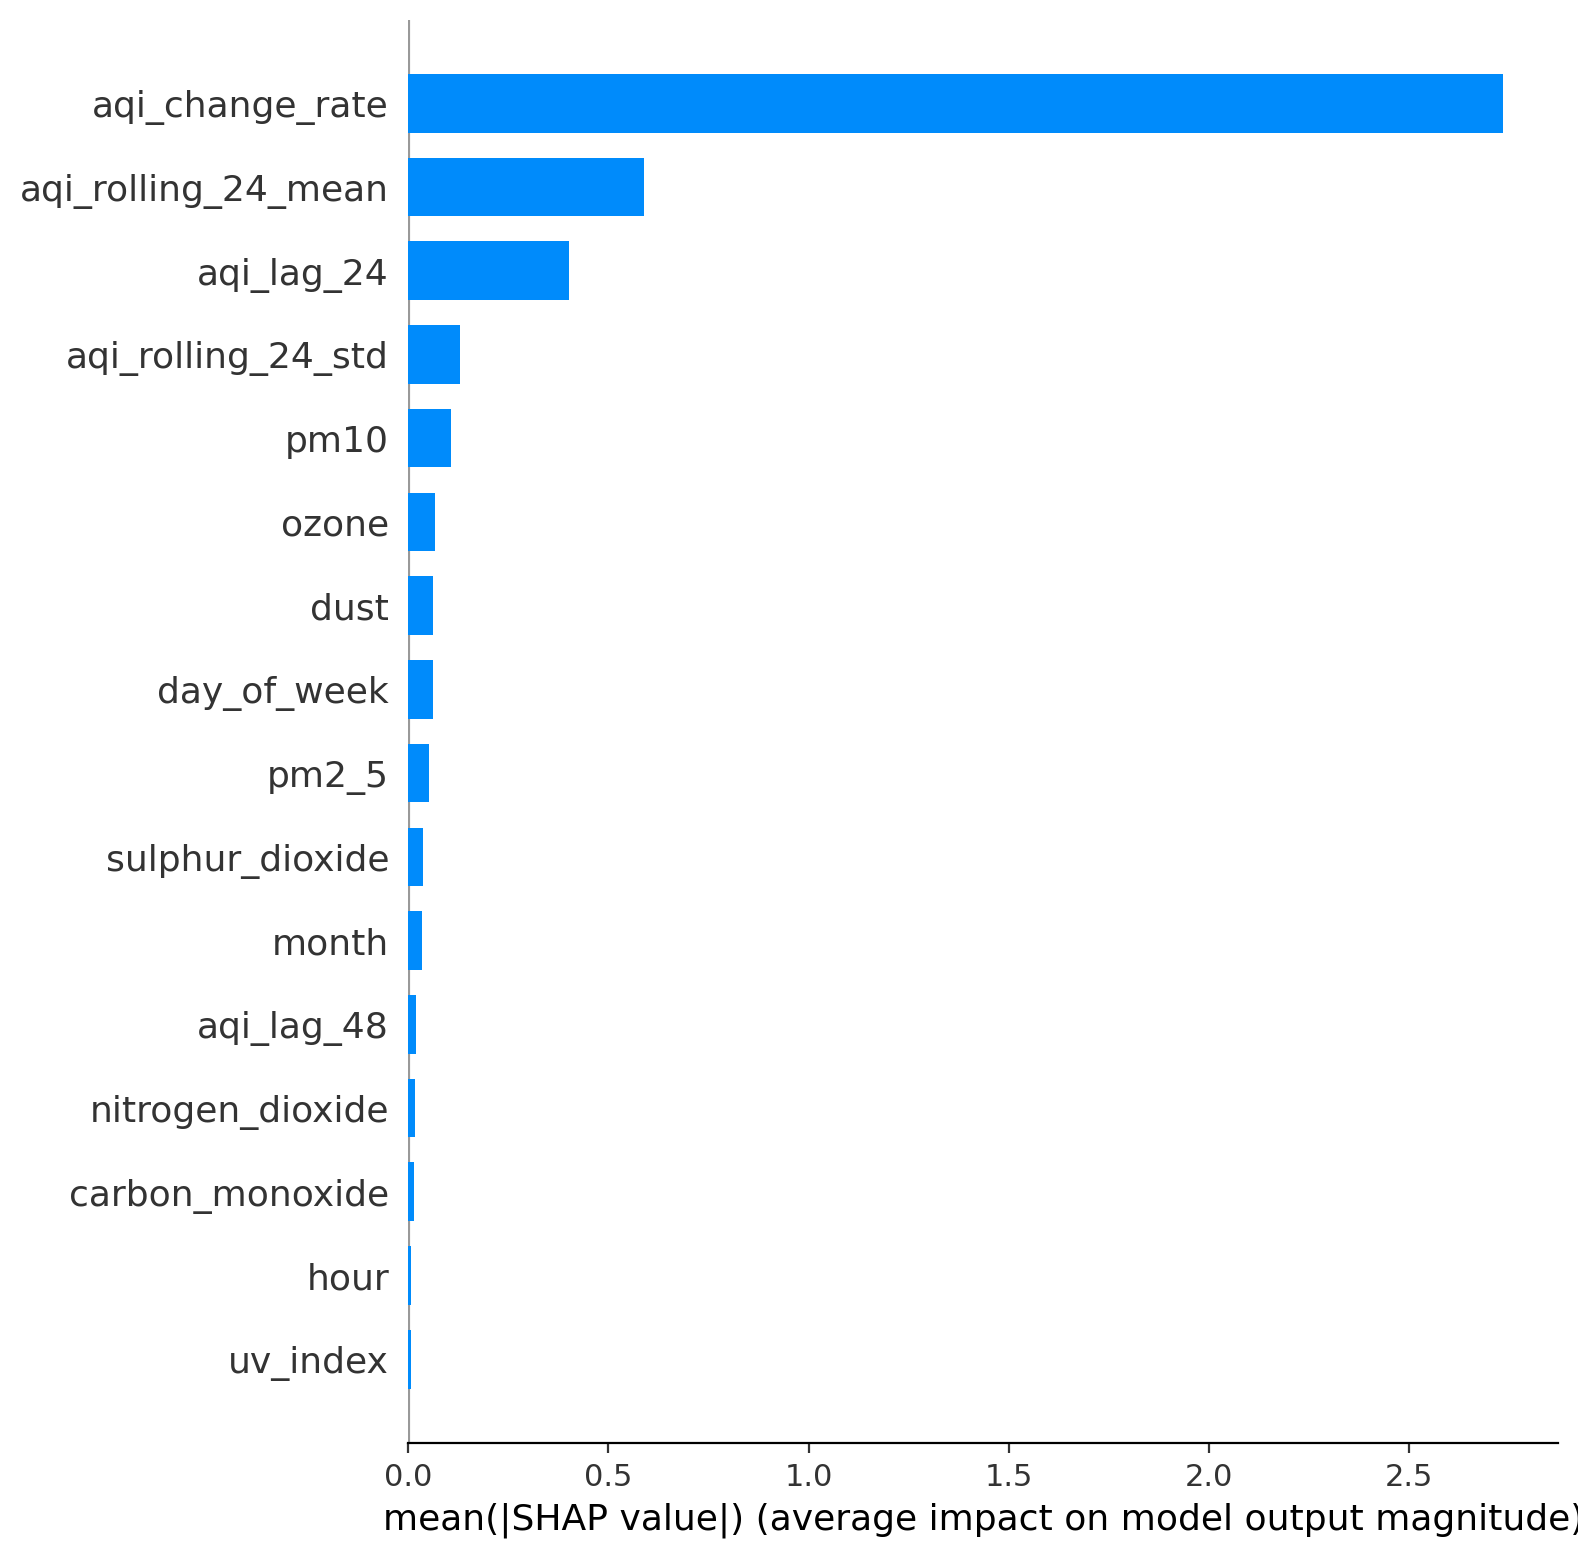 aqi_change_rate
aqi_rolling_24_mean
aqi_lag_24
aqi_rolling_24_std
pm10
ozone
dust
day_of_week
pm2_5
sulphur_dioxide
month
aqi_lag_48
nitrogen_dioxide
carbon_monoxide
hour
uv_index
0.0 0.5 1.0 1.5 2.0 2.5
mean(|SHAP value|) (average impact on model output magnitude)